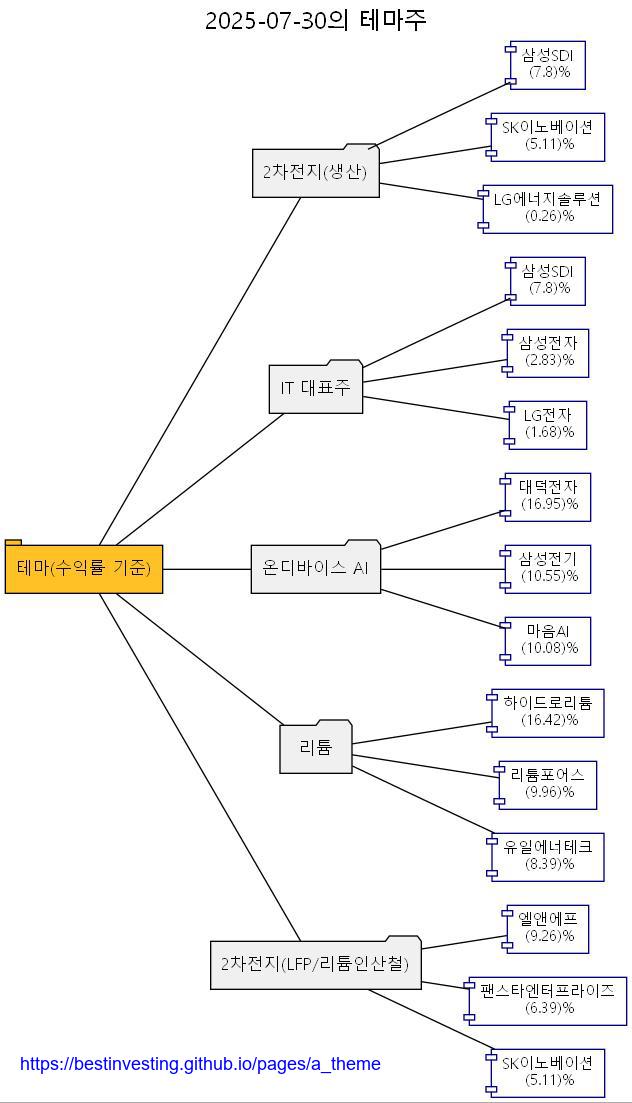 2025-07-30의 테마주
테마(수익률 기준)
2차전지(생산)
삼성SDI
(7.8)%
SK이노베이션
(5.11)%
LG에너지솔루션
(0.26)%
IT 대표주
삼성SDI
(7.8)%
삼성전자
(2.83)%
LG전자
(1.68)%
온디바이스 AI
대덕전자
(16.95)%
삼성전기
(10.55)%
마음AI
(10.08)%
리튬
하이드로리튬
(16.42)%
리튬포어스
(9.96)%
유일에너테크
(8.39)%
2차전지(LFP/리튬인산철)
엘앤에프
(9.26)%
팬스타엔터프라이즈
(6.39)%
SK이노베이션
(5.11)%
https://bestinvesting.github.io/pages/a_theme